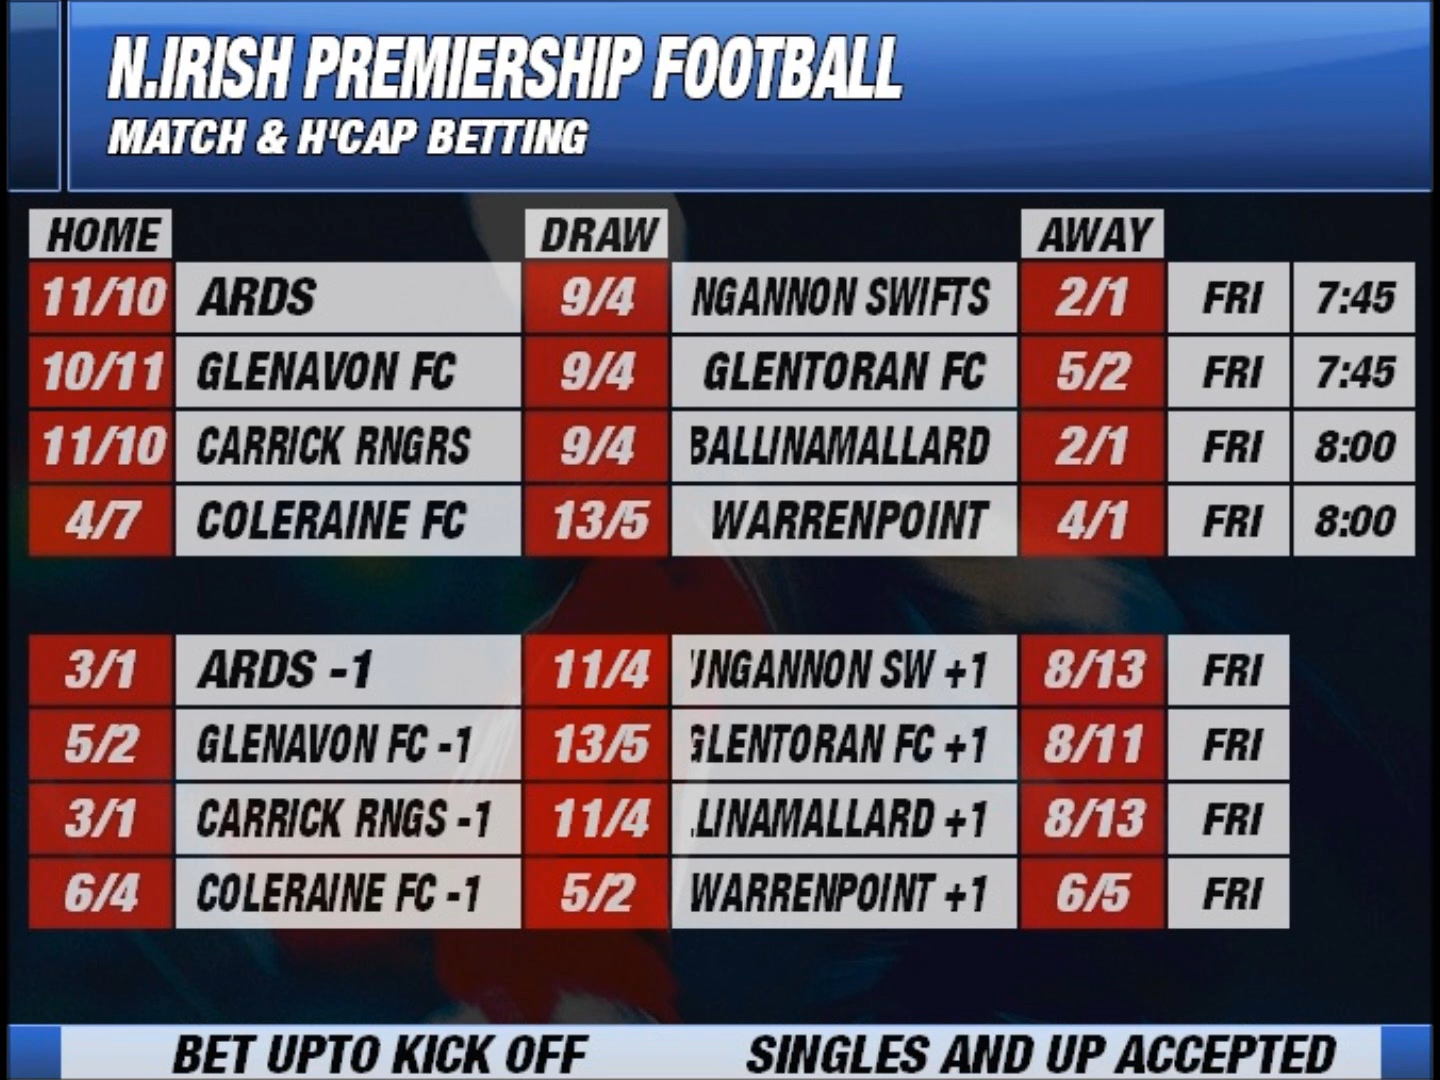 N.IRISH PREMIERSHIP FOOTBALL
MATCH & H'CAP BETTING
HOME DRAW AWAY
11/10 ARDS 9/4 NGANNON SWIFTS 2/1 FRI 7:45
10/11 GLENAVON FC 9/4 GLENTORAN FC 5/2 FRI 7:45
11/10 CARRICK RNGRS 9/4 BALLINAMALLARD 2/1 FRI 8:00
4/7 COLERAINE FC 13/5 WARRENPOINT 4/1 FRI 8:00
3/1 ARDS -1 11/4 UNGANNON SW +1 8/13 FRI
5/2 GLENAVON FC -1 13/5 GLENTORAN FC +1 8/11 FRI
3/1 CARRICK RNGS -1 11/4 LINAMALLARD +1 8/13 FRI
6/4 COLERAINE FC -1 5/2 WARRENPOINT +1 6/5 FRI
BET UPTO KICK OFF SINGLES AND UP ACCEPTED